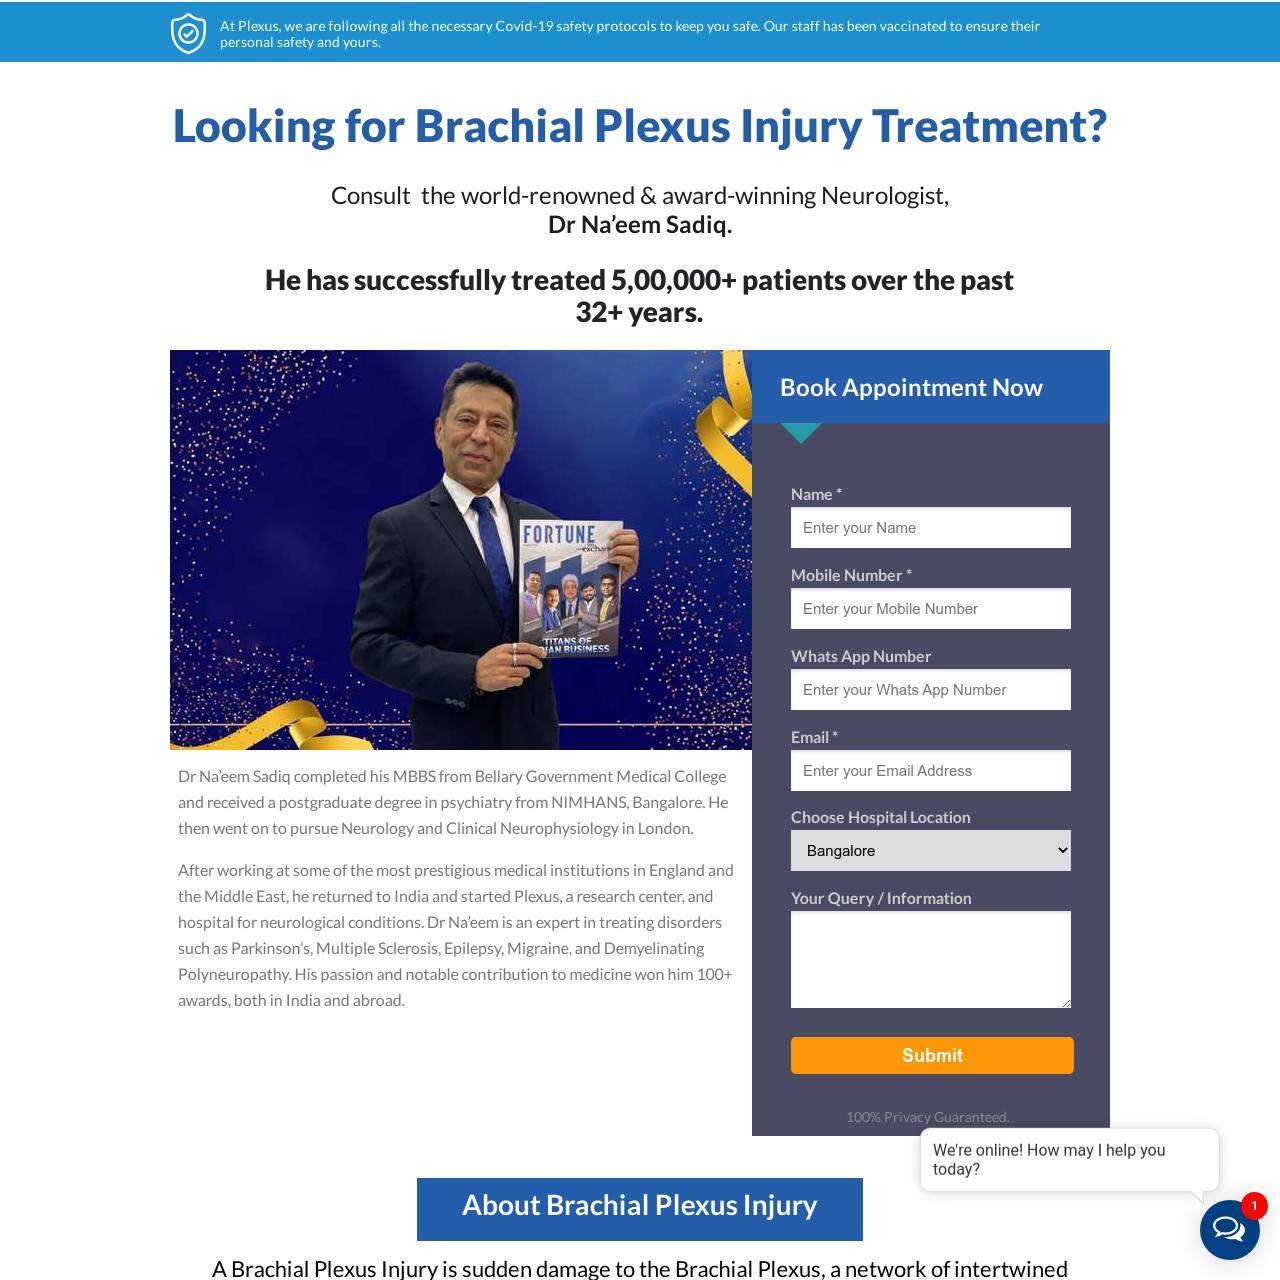 At Plexus, we are following all the necessary Covid-19 safety protocols to keep you safe. Our staff has been vaccinated to ensure their
personal safety and yours.
Looking for Brachial Plexus Injury Treatment?
Consult  the world-renowned & award-winning Neurologist,
Dr Na’eem Sadiq.
He has successfully treated 5,00,000+ patients over the past
32+ years.
FORTUNE
exchan
TITANS OF
IAN BUSINESS
Dr Na’eem Sadiq completed his MBBS from Bellary Government Medical College
and received a postgraduate degree in psychiatry from NIMHANS, Bangalore. He
then went on to pursue Neurology and Clinical Neurophysiology in London.
After working at some of the most prestigious medical institutions in England and
the Middle East, he returned to India and started Plexus, a research center, and
hospital for neurological conditions. Dr Na’eem is an expert in treating disorders
such as Parkinson’s, Multiple Sclerosis, Epilepsy, Migraine, and Demyelinating
Polyneuropathy. His passion and notable contribution to medicine won him 100+
awards, both in India and abroad.
Book Appointment Now
Name *
Enter your Name
Mobile Number *
Enter your Mobile Number
Whats App Number
Enter your Whats App Number
Email *
Enter your Email Address
Choose Hospital Location
Bangalore
Your Query / Information
Submit
100% Privacy Guaranteed.
We're online! How may I help you
today?
1
About Brachial Plexus Injury
A Brachial Plexus Injury is sudden damage to the Brachial Plexus, a network of intertwined